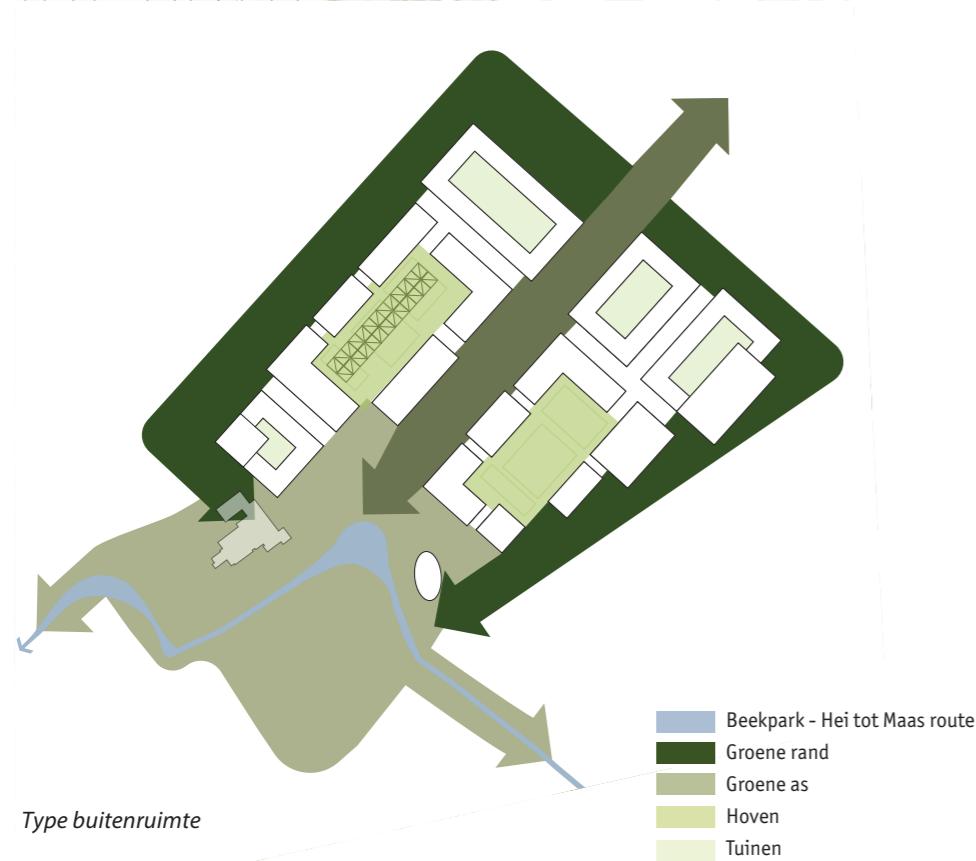 Beekpark - Hei tot Maas route
Groene rand
Groene as
Hoven
Tuinen
Type buitenruimte